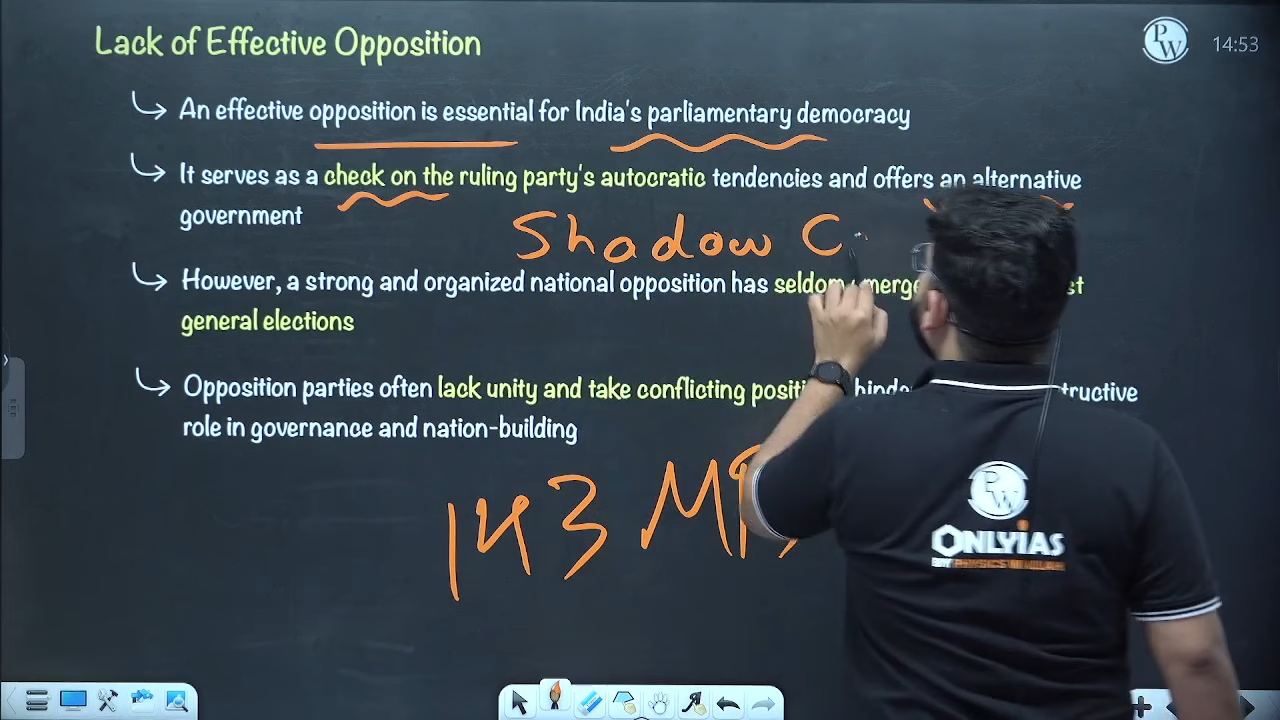 Lack of Effective Opposition
PW
14:53
An effective opposition is essential for India's parliamentary democracy
It serves as a check on the ruling party's autocratic tendencies and offers an alternative
government
Shadow C
However, a strong and organized national opposition has
general elections
Opposition parties often lack unity and take conflicting
role in governance and nation-building
143
PW
ONLYIAS